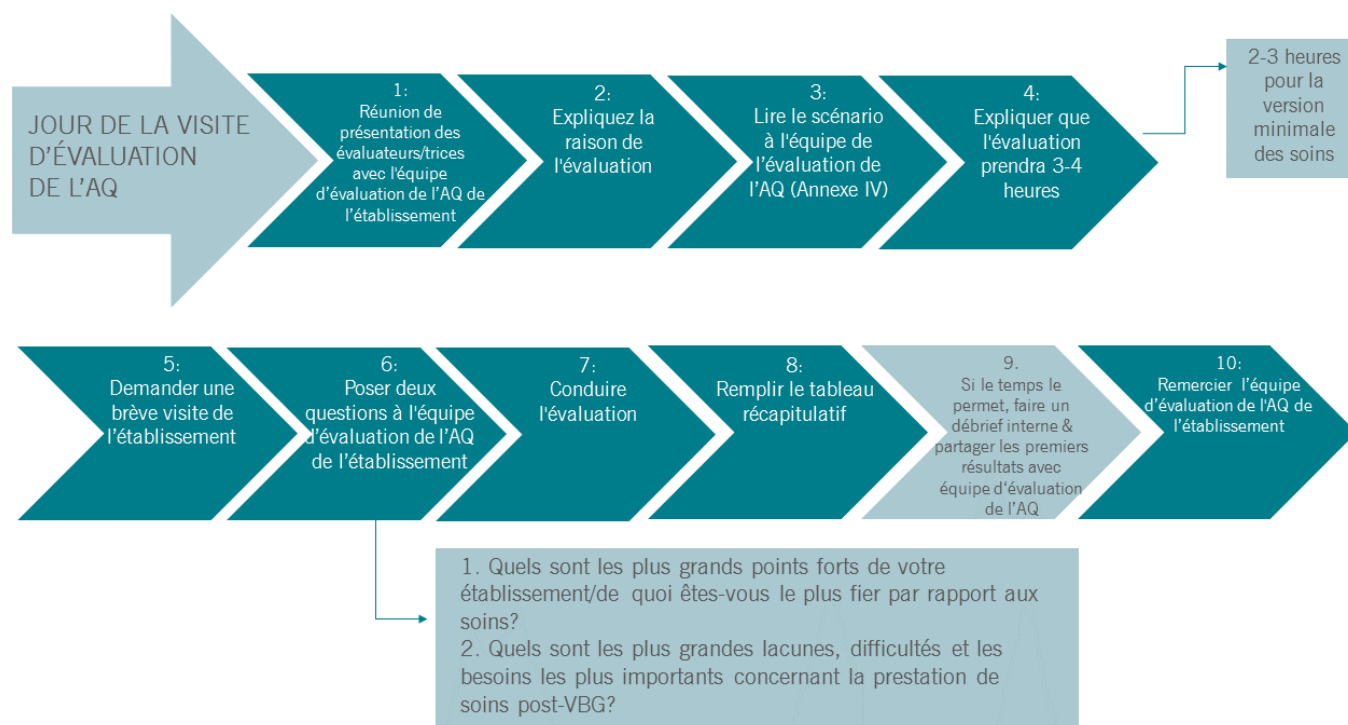 JOUR DE LA VISITE
D'ÉVALUATION
DE L'AQ
1:
Réunion de
présentation des
évaluateurs/trices
avec l'équipe
d'évaluation de l'AQ de
l'établissement
2:
Expliquez la
raison de
l'évaluation
3:
Lire le scénario
à l'équipe de
l'évaluation de
l'AQ (Annexe IV)
4:
Expliquer que
l'évaluation
prendra 3-4
heures
2-3 heures
pour la
version
minimale
des soins
5:
Demander une
brève visite de
l'établissement
6:
Poser deux
questions à l'équipe
d'évaluation de l'AQ
de l'établissement
7:
Conduire
l'évaluation
8:
Remplir le tableau
récapitulatif
9.
Si le temps le
permet, faire un
débrief interne &
partager les premiers
résultats avec
équipe d'évaluation
de l'AQ
10:
Remercier l'équipe
d'évaluation de l'AQ de
l'établissement
1. Quels sont les plus grands points forts de votre
établissement/de quoi êtes-vous le plus fier par rapport aux
soins?
2. Quels sont les plus grandes lacunes, difficultés et les
besoins les plus importants concernant la prestation de
soins post-VBG?